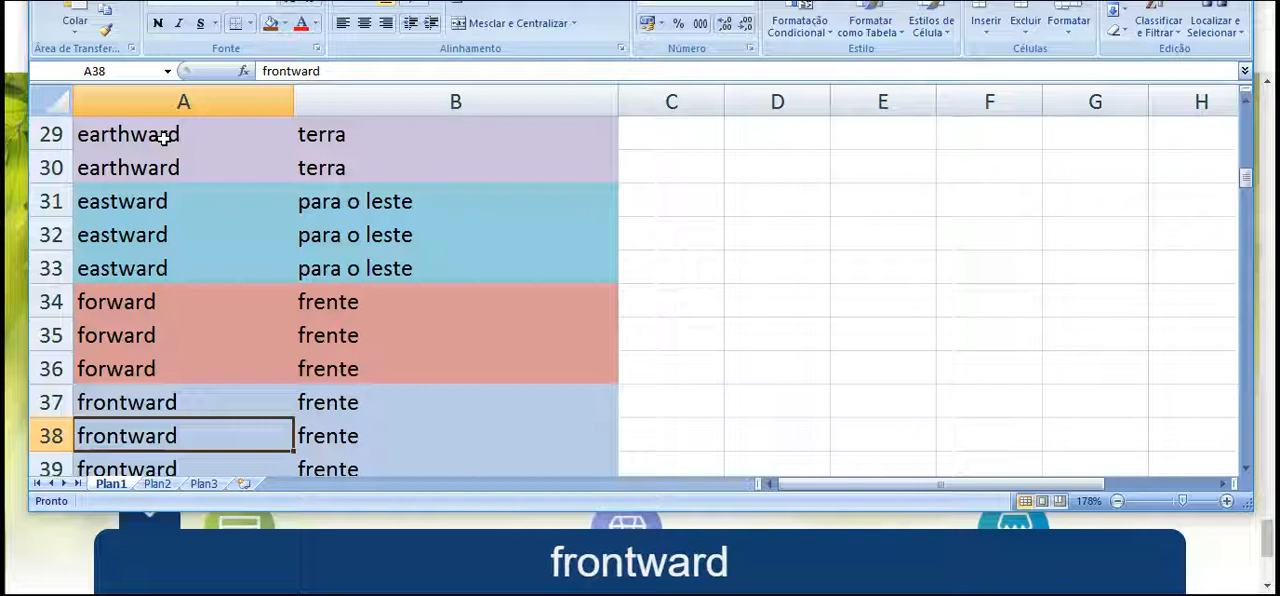 Colar
N I S
A
Mesclar e Centralizar
% 000
Formatação Condicional
Formatar como Tabela
Estilos de Célula
Inserir Excluir Formatar
Classificar e Filtrar
Localizar e Selecionar
Área de Transfer... Fonte Alinhamento Número Estilo Células Edição
A38 fx frontward
A B C D E F G H
29 earthward terra
30 earthward terra
31 eastward para o leste
32 eastward para o leste
33 eastward para o leste
34 forward frente
35 forward frente
36 forward frente
37 frontward frente
38 frontward frente
39 frontward frente
Plan1 Plan2 Plan3
Pronto 178%
frontward